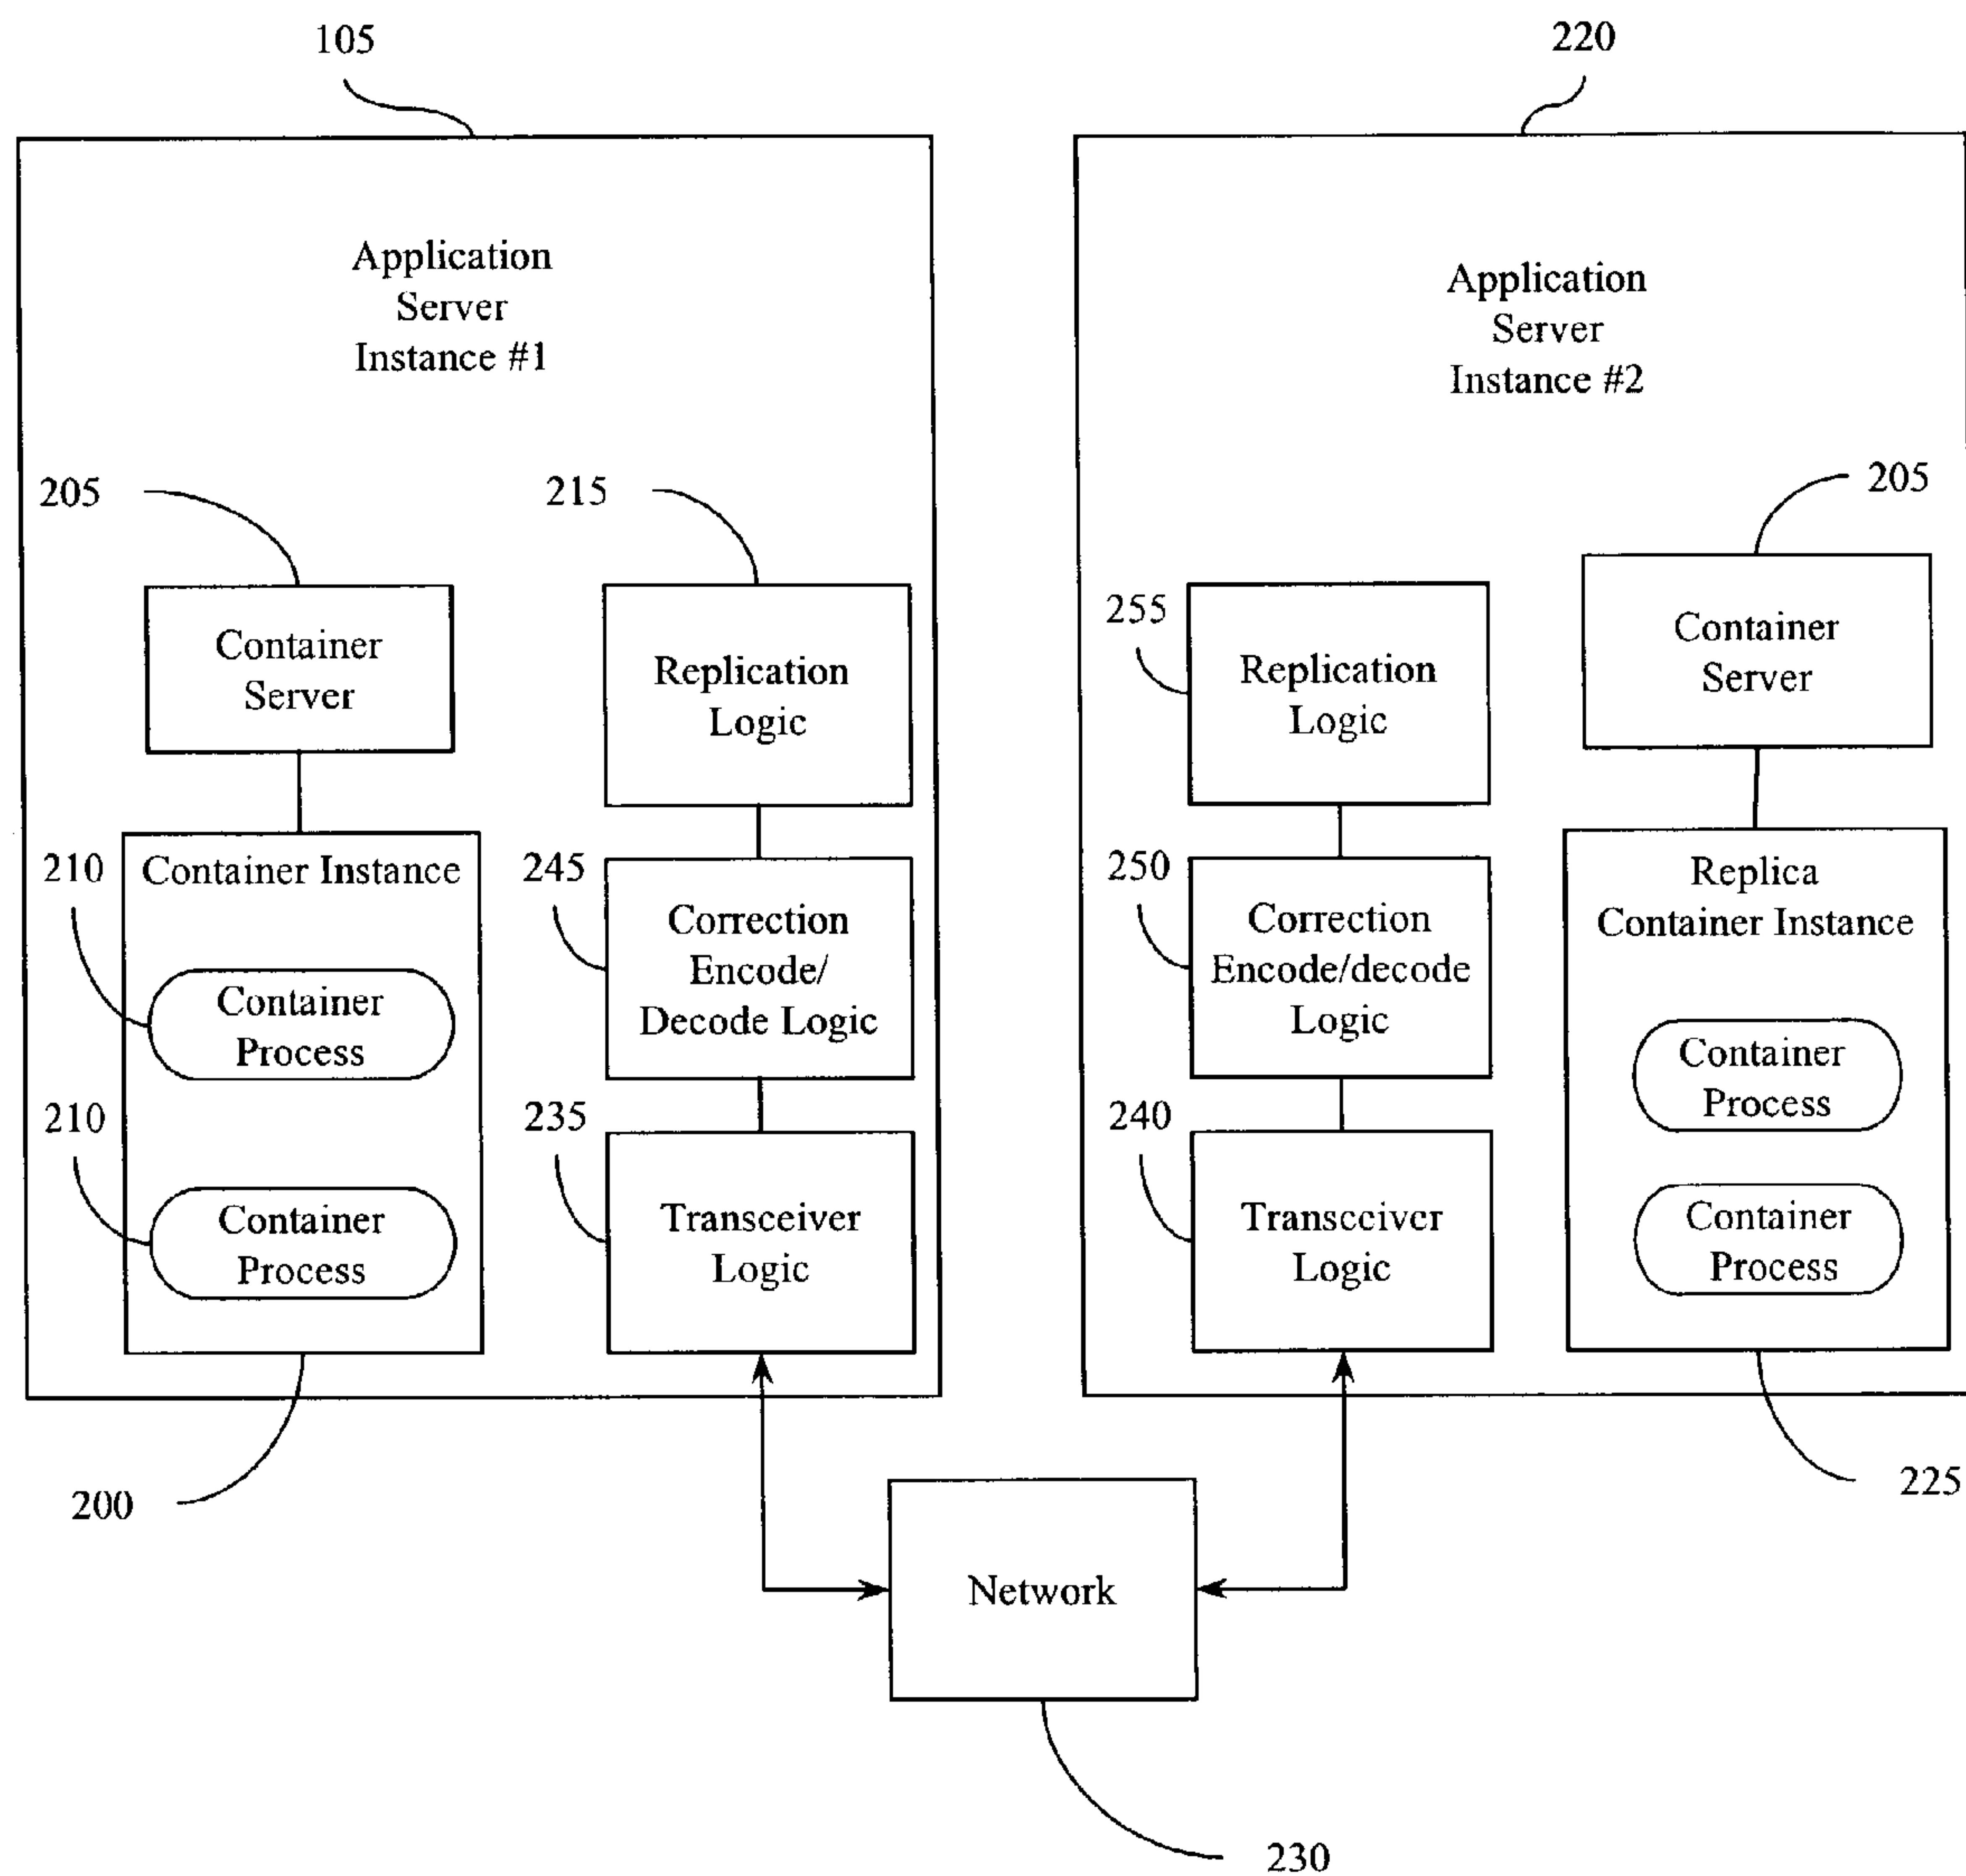 105
220
Application
Server
Instance #1
Application
Server
Instance #2
205
215
205
Container
Server
Replication
Logic
255
Replication
Logic
Container
Server
210
Container Instance
245
Correction
Encode/
Decode Logic
250
Correction
Encode/decode
Logic
Replica
Container Instance
Container
Process
Container
Process
210
Container
Process
235
Transceiver
Logic
240
Transceiver
Logic
Container
Process
200
225
Network
230